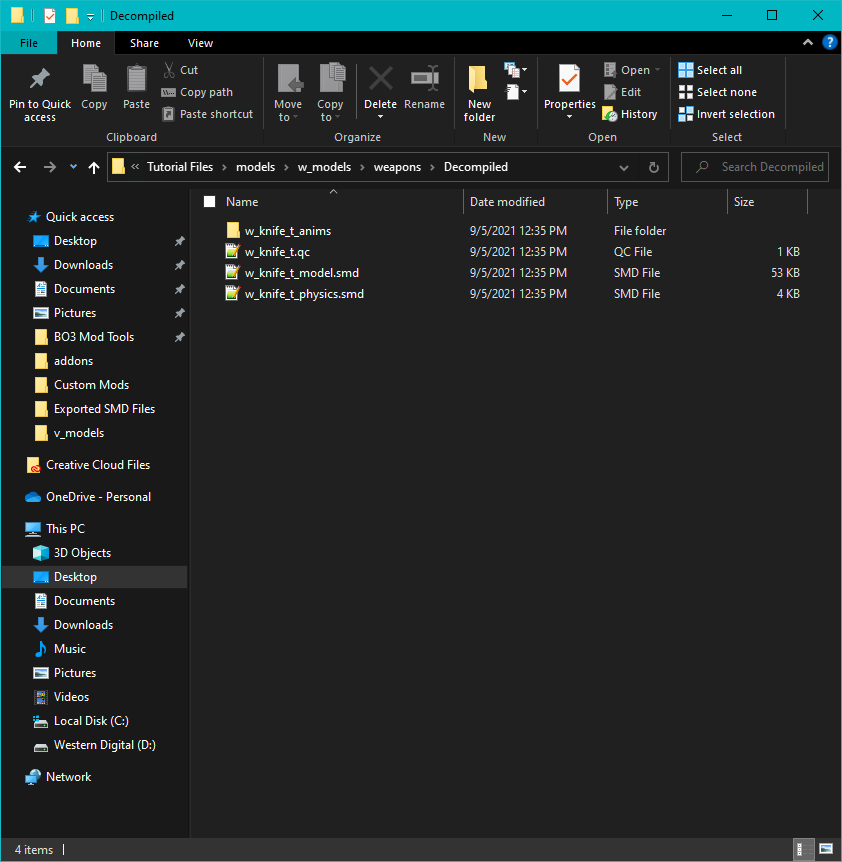 Decompiled
File Home Share View
Pin to Quick access
Copy
Paste
Cut
Copy path
Paste shortcut
Clipboard
Move to
Copy to
Delete
Rename
Organize
New folder
New
Properties
Open
Edit
History
Open
Select all
Select none
Invert selection
Select
« Tutorial Files › models › w_models › weapons › Decompiled
Search Decompiled
Quick access
Desktop
Downloads
Documents
Pictures
BO3 Mod Tools
addons
Custom Mods
Exported SMD Files
v_models
Creative Cloud Files
OneDrive - Personal
This PC
3D Objects
Desktop
Documents
Downloads
Music
Pictures
Videos
Local Disk (C:)
Western Digital (D:)
Network
Name Date modified Type Size
w_knife_t_anims 9/5/2021 12:35 PM File folder
w_knife_t.qc 9/5/2021 12:35 PM QC File 1 KB
w_knife_t_model.smd 9/5/2021 12:35 PM SMD File 53 KB
w_knife_t_physics.smd 9/5/2021 12:35 PM SMD File 4 KB
4 items